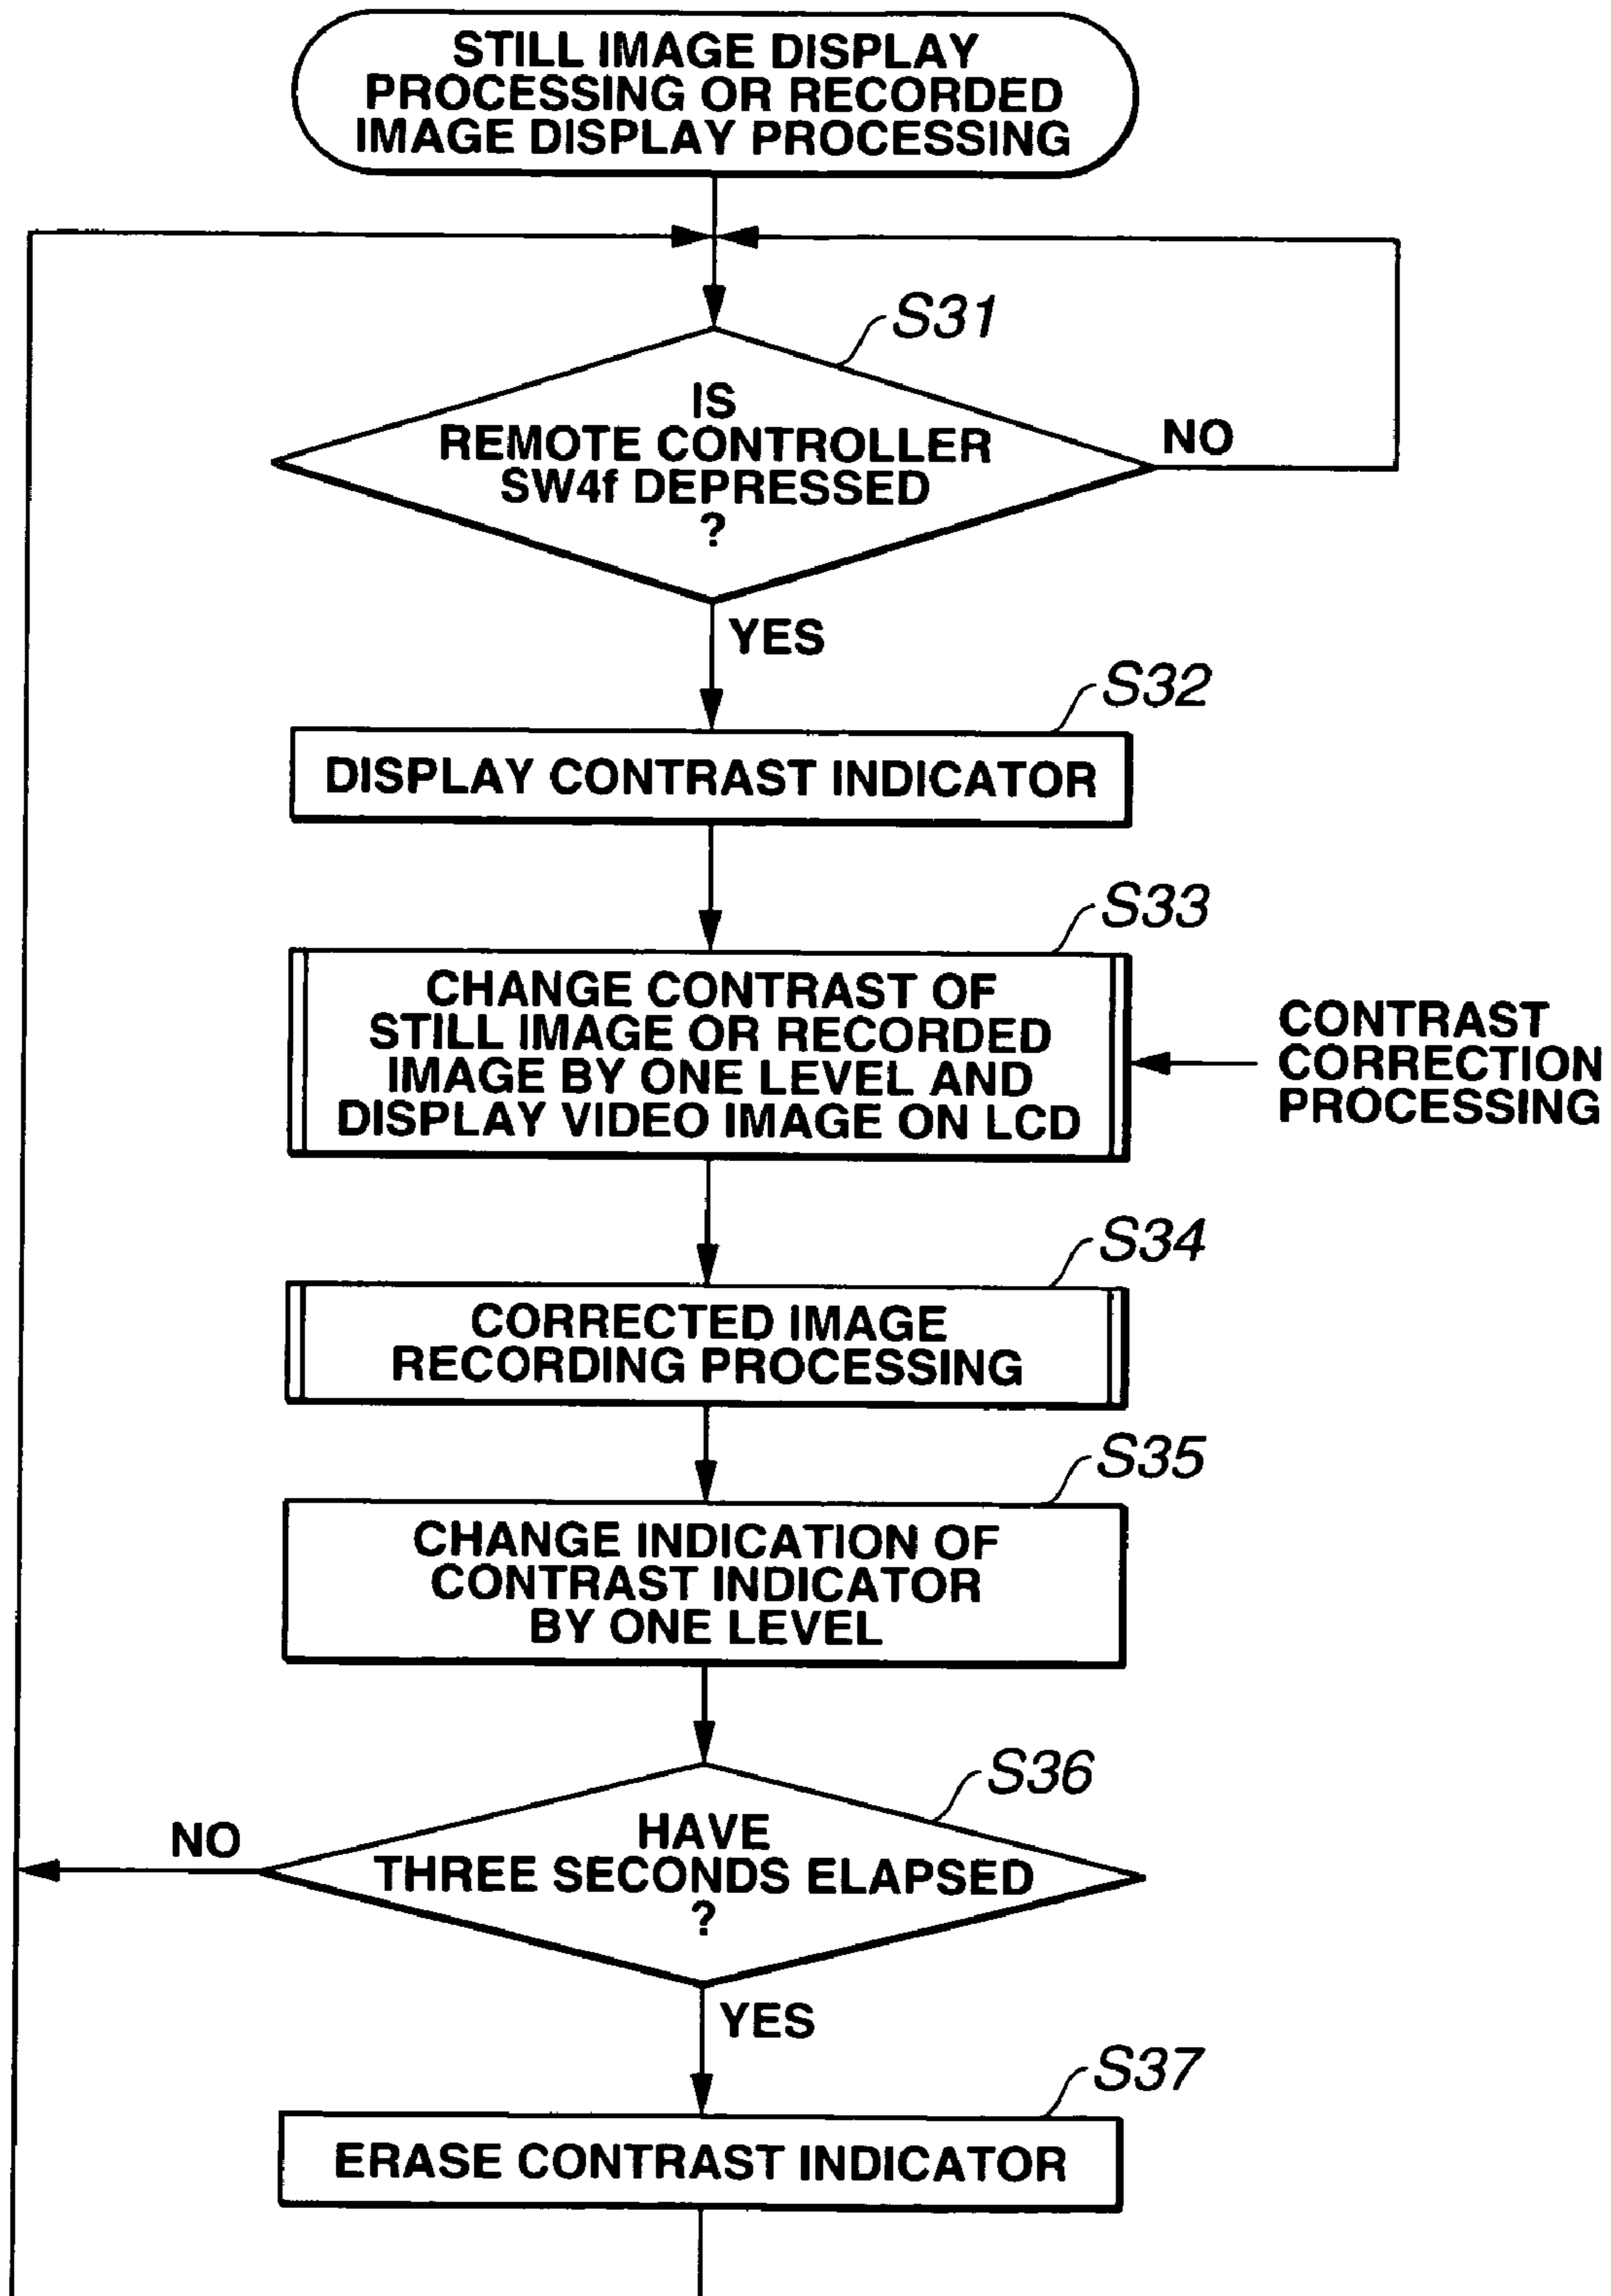 STILL IMAGE DISPLAY
PROCESSING OR RECORDED
IMAGE DISPLAY PROCESSING
S31
IS
REMOTE CONTROLLER
SW4f DEPRESSED
?
NO
YES
S32
DISPLAY CONTRAST INDICATOR
S33
CHANGE CONTRAST OF
STILL IMAGE OR RECORDED
IMAGE BY ONE LEVEL AND
DISPLAY VIDEO IMAGE ON LCD
CONTRAST
CORRECTION
PROCESSING
S34
CORRECTED IMAGE
RECORDING PROCESSING
S35
CHANGE INDICATION OF
CONTRAST INDICATOR
BY ONE LEVEL
S36
HAVE
THREE SECONDS ELAPSED
?
NO
YES
S37
ERASE CONTRAST INDICATOR